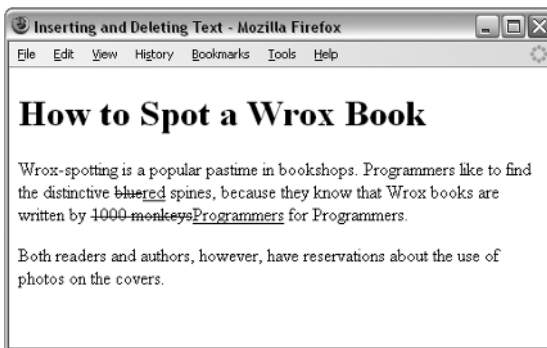 Inserting and Deleting Text - Mozilla Firefox
File Edit View History Bookmarks Tools Help
How to Spot a Wrox Book
Wrox-spotting is a popular pastime in bookshops. Programmers like to find
the distinctive bluered spines, because they know that Wrox books are
written by 1000 monkeysProgrammers for Programmers.
Both readers and authors, however, have reservations about the use of
photos on the covers.